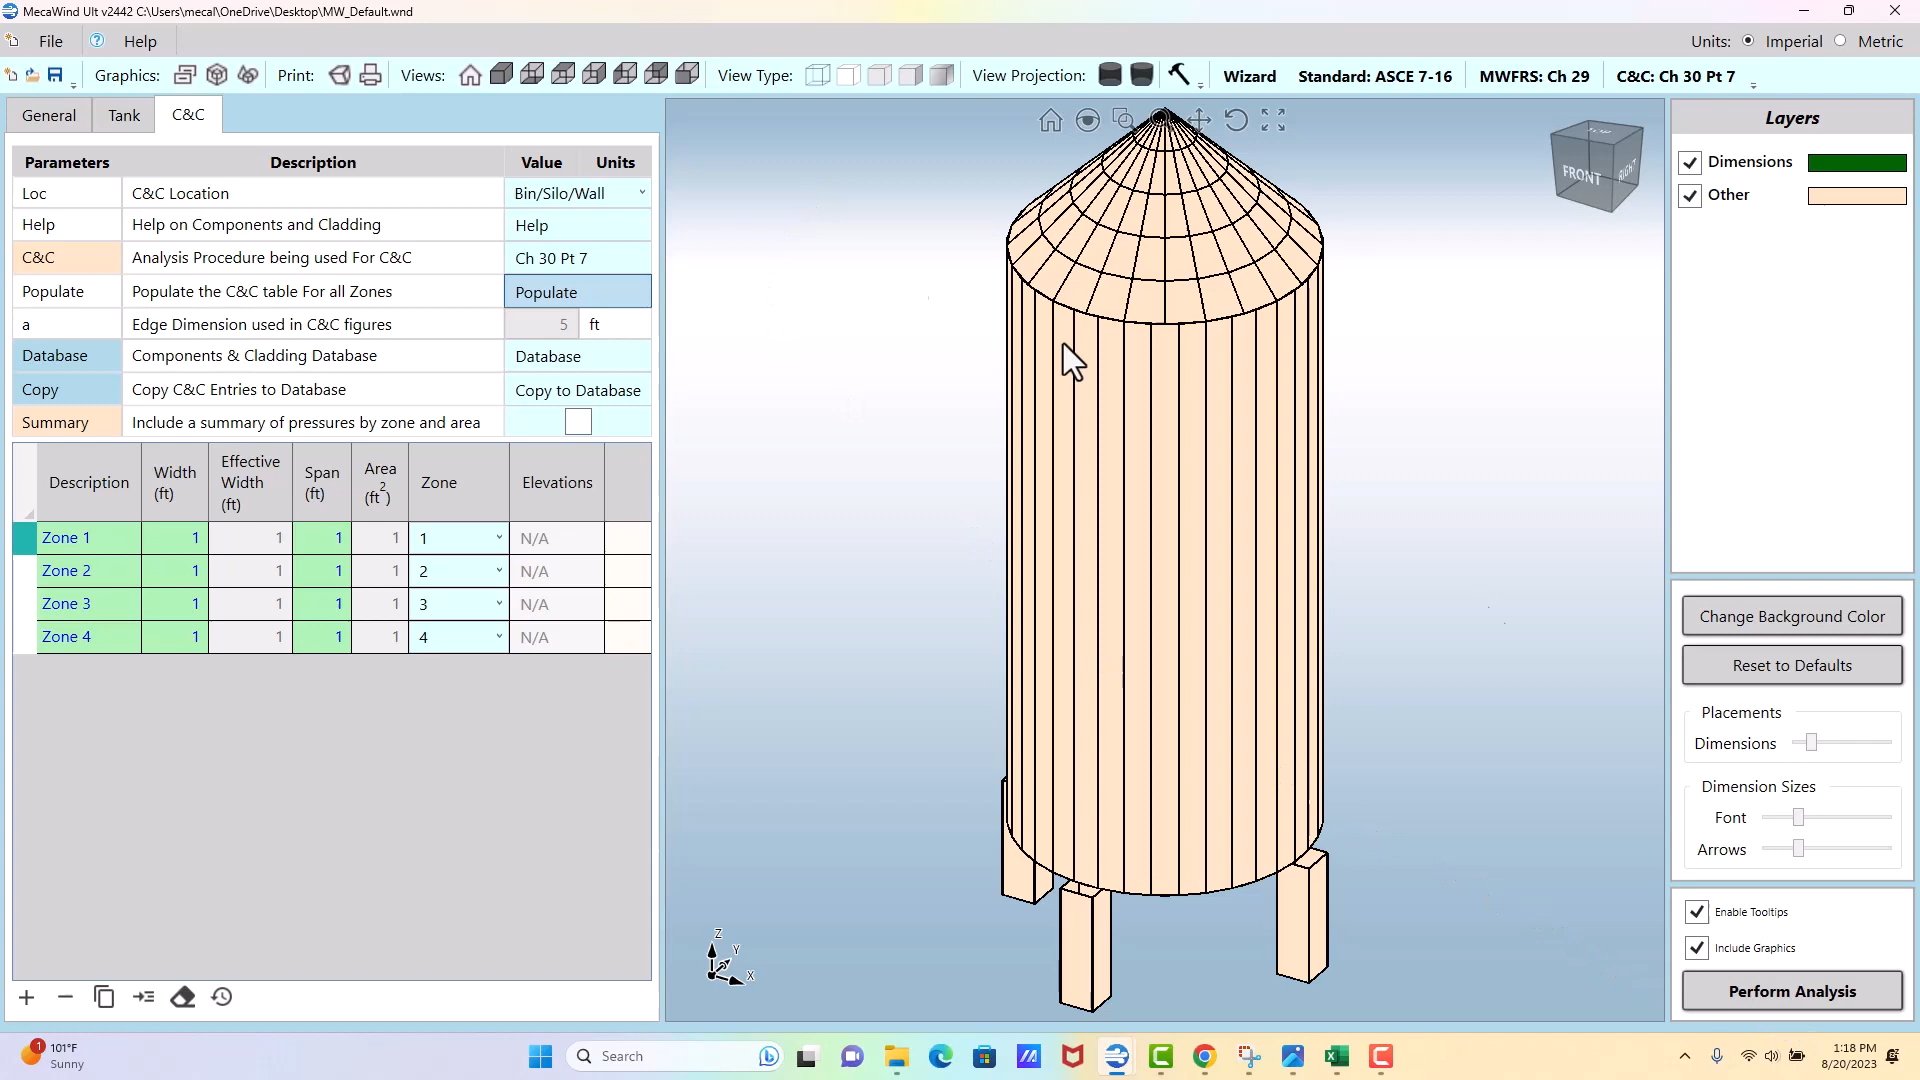 MecaWind Ult v2442 C:\Users\mecal\OneDrive\Desktop\MW_Default.wnd
File Help Units: Imperial Metric
Graphics: Print: Views: View Type: View Projection: Wizard Standard: ASCE 7-16 MWFRS: Ch 29 C&C: Ch 30 Pt 7
General Tank C&C
Parameters Description Value Units
Loc C&C Location Bin/Silo/Wall
Help Help on Components and Cladding Help
C&C Analysis Procedure being used For C&C Ch 30 Pt 7
Populate Populate the C&C table For all Zones Populate
a Edge Dimension used in C&C figures 5 ft
Database Components & Cladding Database Database
Copy Copy C&C Entries to Database Copy to Database
Summary Include a summary of pressures by zone and area
Description Width (ft) Effective Width (ft) Span (ft) Area (ft2) Zone Elevations
Zone 1 1 1 1 1 1 N/A
Zone 2 1 1 1 1 2 N/A
Zone 3 1 1 1 1 3 N/A
Zone 4 1 1 1 1 4 N/A
TOP
FRONT RIGHT
Z
Y
X
Layers
Dimensions
Other
Change Background Color
Reset to Defaults
Placements
Dimensions
Dimension Sizes
Font
Arrows
Enable Tooltips
Include Graphics
Perform Analysis
1
101°F
Sunny
Search
1:18 PM
8/20/2023